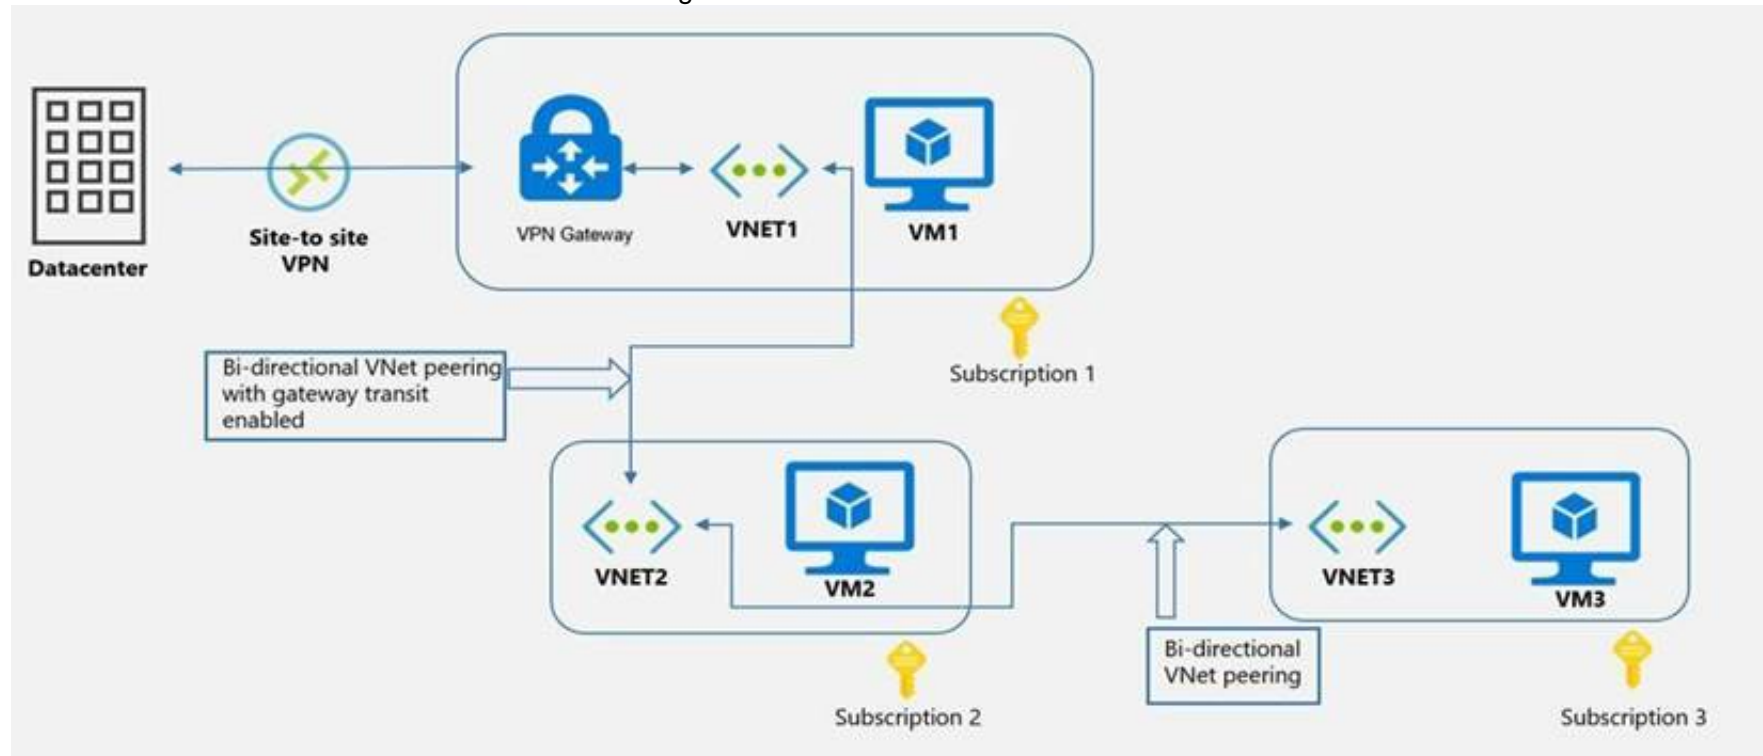 Datacenter
Site-to site
VPN
VPN Gateway
VNET1
VM1
Subscription 1
Bi-directional VNet peering
with gateway transit
enabled
VNET2
VM2
Subscription 2
Bi-directional
VNet peering
VNET3
VM3
Subscription 3